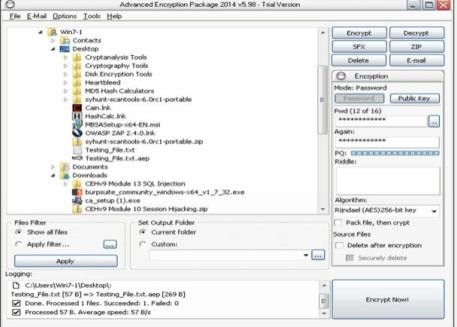 Advanced Encryption Package 2014 v5.98 - Trial Version
File E-Mail Options Tools Help
Win7-1
Contacts
Desktop
Cryptanalysis Tools
Cryptography Tools
Disk Encryption Tools
Heartbleed
MD5 Hash Calculators
syhunt-scantools-6.0rc1-portable
Cain.lnk
HashCalc.lnk
MBSASetup-x64-EN.msi
OWASP ZAP 2.4.0.lnk
syhunt-scantools-6.0rc1-portable.zip
Testing_File.txt
Testing_File.txt.aep
Documents
Downloads
CEHv9 Module 13 SQL Injection
burpsuite_community_windows-x64_v1_7_32.exe
ca_setup (1).exe
CEHv9 Module 10 Session Hijacking.zip
Encrypt Decrypt
SFX ZIP
Delete E-mail
Encryption
Mode: Password
Password Public Key
Pwd (12 of 16)
************
...
Again:
************
PQ:
Riddle:
Algorithm:
Rijndael (AES)256-bit key
Pack file, then crypt
Source Files
Delete after encryption
Securely delete
Files Filter
Show all files
Apply filter... ...
Apply
Set Output Folder
Current folder
Custom:
...
Logging:
C:\Users\Win7-1\Desktop\:
Testing_File.txt [57 B] => Testing_File.txt.aep [269 B]
Done. Processed 1 files. Succeeded: 1. Failed: 0
Processed 57 B. Average speed: 57 B/s
Encrypt Now!